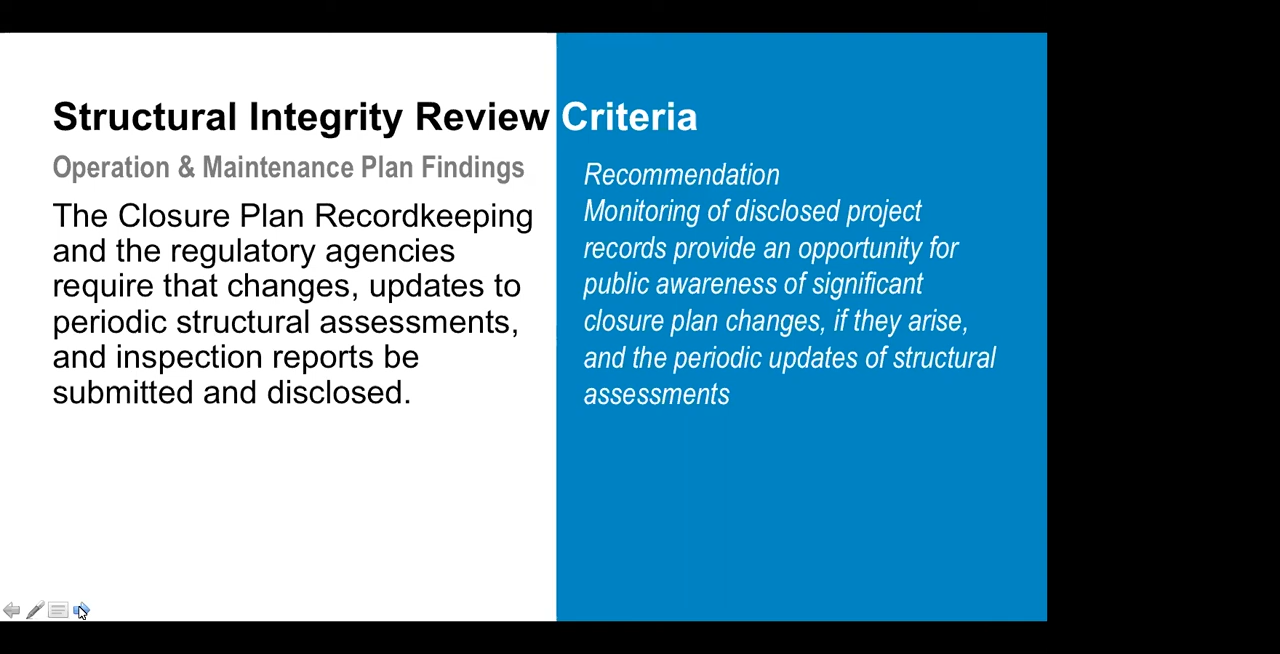 Structural Integrity Review Criteria
Operation & Maintenance Plan Findings
The Closure Plan Recordkeeping
and the regulatory agencies
require that changes, updates to
periodic structural assessments,
and inspection reports be
submitted and disclosed.
Recommendation
Monitoring of disclosed project
records provide an opportunity for
public awareness of significant
closure plan changes, if they arise,
and the periodic updates of structural
assessments